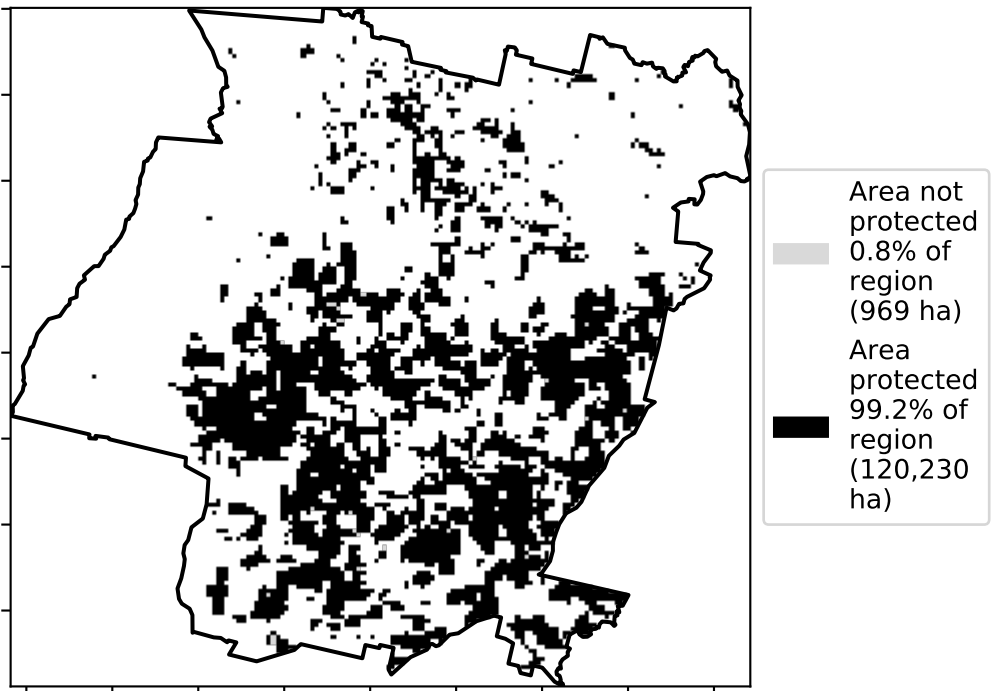 Area not
protected
0.8% of
region
(969 ha)
Area
protected
99.2% of
region
(120,230
ha)